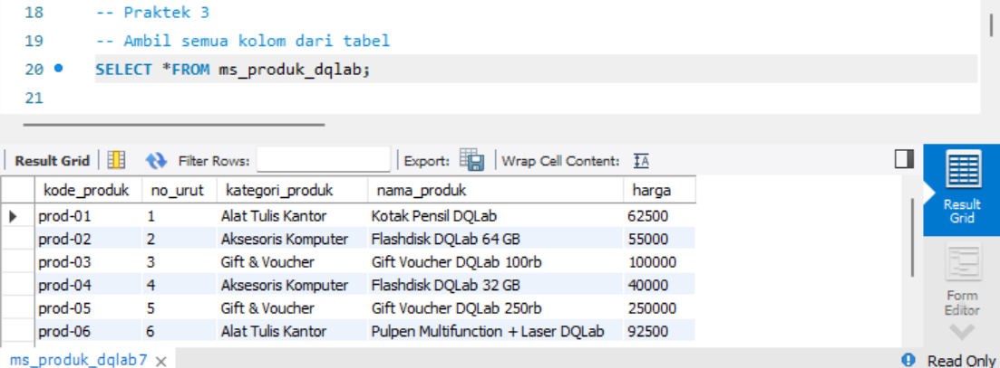 18 -- Praktek 3
19 -- Ambil semua kolom dari tabel
20 SELECT *FROM ms_produk_dqlab;
21
Result Grid Filter Rows: Export: Wrap Cell Content: IA
kode_produk no_urut kategori_produk nama_produk harga
prod-01 1 Alat Tulis Kantor Kotak Pensil DQLab 62500
prod-02 2 Aksesoris Komputer Flashdisk DQLab 64 GB 55000
prod-03 3 Gift & Voucher Gift Voucher DQLab 100rb 100000
prod-04 4 Aksesoris Komputer Flashdisk DQLab 32 GB 40000
prod-05 5 Gift & Voucher Gift Voucher DQLab 250rb 250000
prod-06 6 Alat Tulis Kantor Pulpen Multifunction + Laser DQLab 92500
Result
Grid
Form
Editor
ms_produk_dqlab7 Read Only